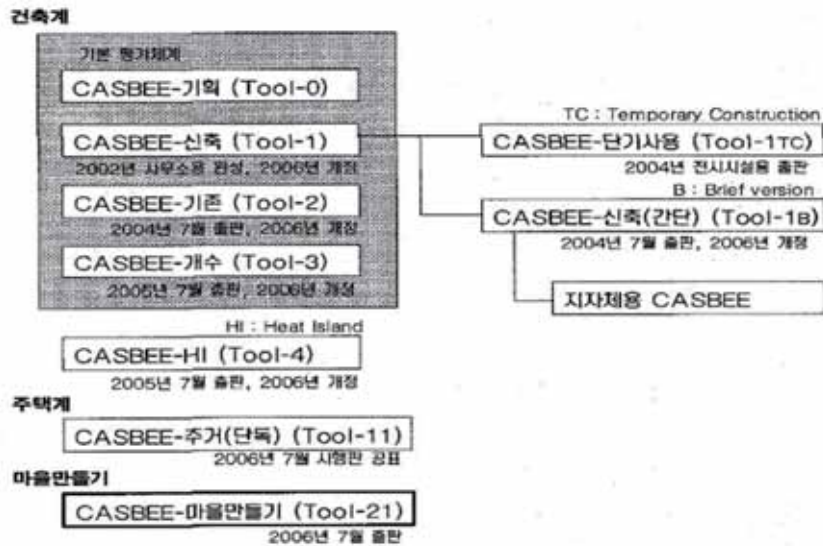 건축계
기본 평가체계
CASBEE-기획 (Tool-0)
CASBEE-신축 (Tool-1)
2002년 사무소용 완성, 2006년 개정
CASBEE-기존 (Tool-2)
2004년 7월 출판, 2006년 개정
CASBEE-개수 (Tool-3)
2005년 7월 출판, 2006년 개정
TC : Temporary Construction
CASBEE-단기사용 (Tool-1TC)
2004년 전시시설용 출판
B : Brief version
CASBEE-신축(간단) (Tool-1B)
2004년 7월 출판, 2006년 개정
지자체용 CASBEE
HI : Heat Island
CASBEE-HI (Tool-4)
2005년 7월 출판, 2006년 개정
주택계
CASBEE-주거(단독) (Tool-11)
2006년 7월 시행판 공표
마을만들기
CASBEE-마을만들기 (Tool-21)
2006년 7월 출판